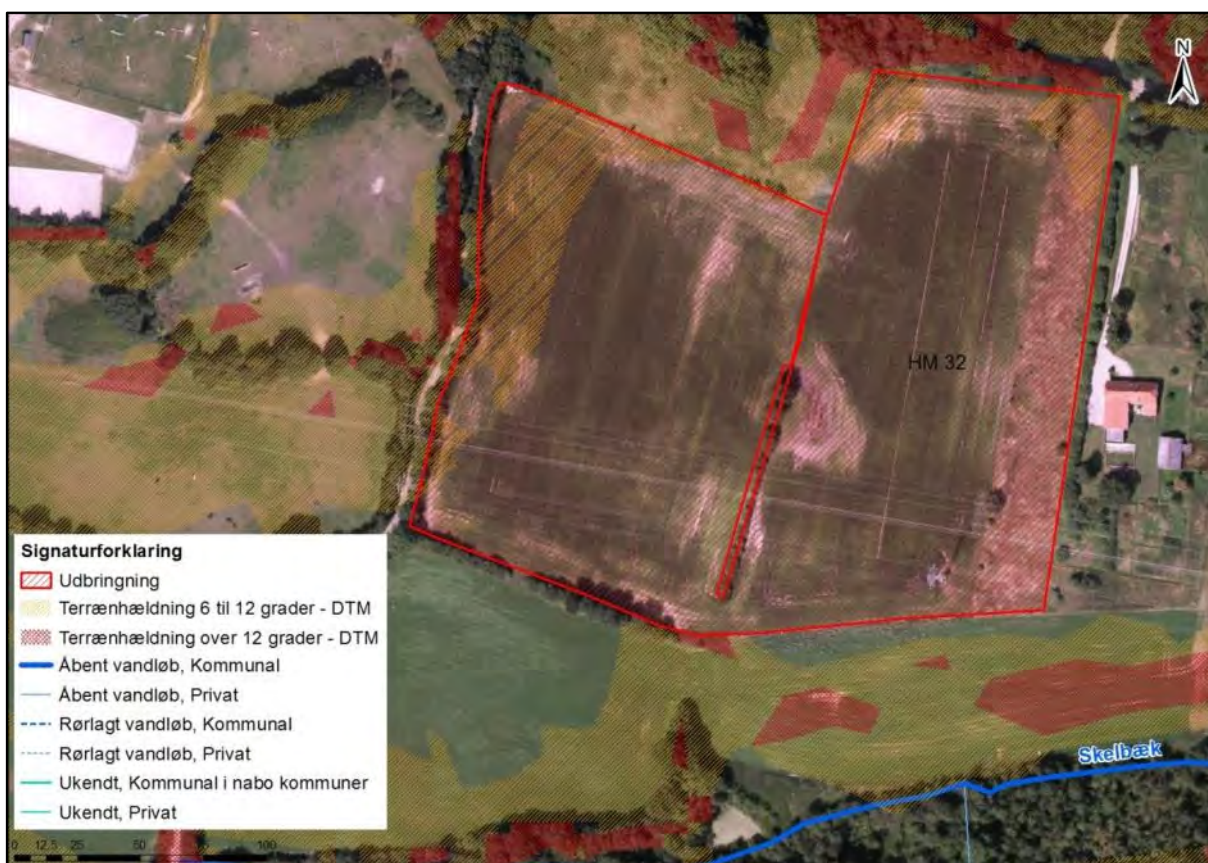 N
HM 32
Signaturforklaring
Udbringning
Terrænhældning 6 til 12 grader - DTM
Terrænhældning over 12 grader - DTM
Åbent vandløb, Kommunal
Åbent vandløb, Privat
Rørlagt vandløb, Kommunal
Rørlagt vandløb, Privat
Ukendt, Kommunal i nabo kommuner
Ukendt, Privat
Skelbæk
0 12,5 25 50 75 100